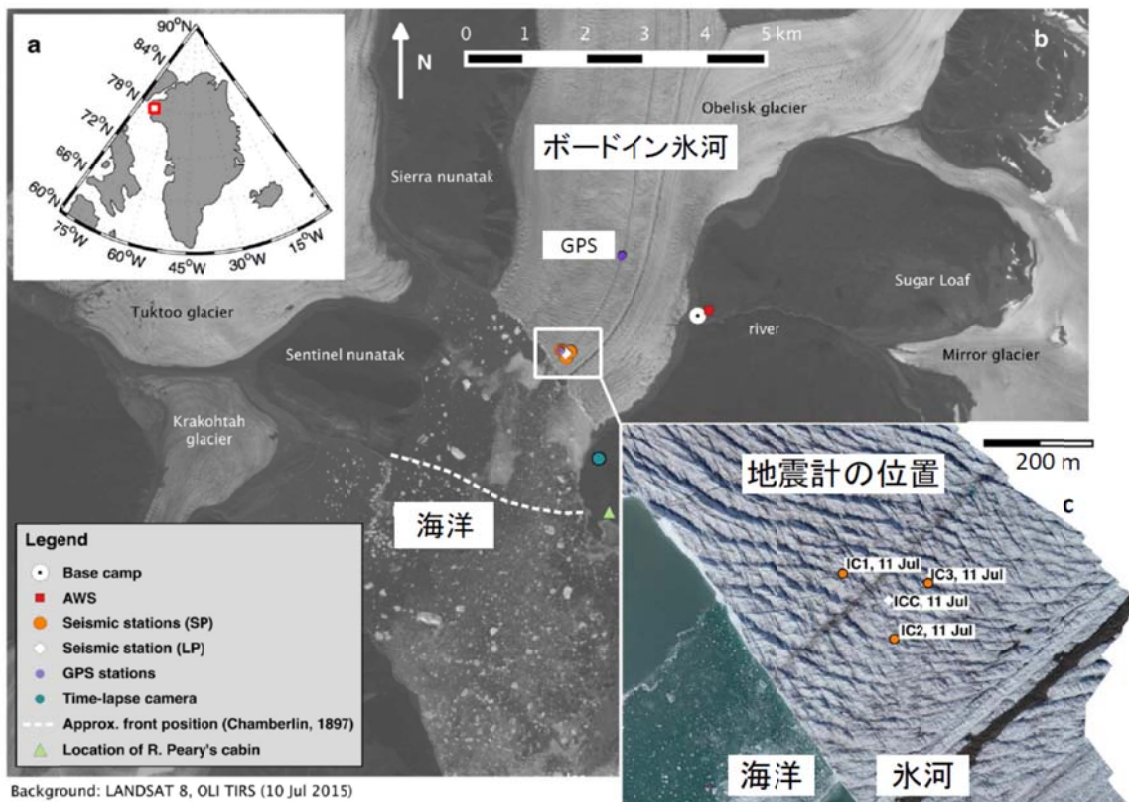 a
90°N
84°N
78°N
72°N
66°N
60°N
75°W
60°W
45°W
30°W
15°W
b
N
0 1 2 3 4 5 km
Obelisk glacier
ボードイン氷河
Sierra nunatak
GPS
Sugar Loaf
river
Tuktoo glacier
Sentinel nunatak
Mirror glacier
Krakohtah
glacier
海洋
Legend
Base camp
AWS
Seismic stations (SP)
Seismic station (LP)
GPS stations
Time-lapse camera
Approx. front position (Chamberlin, 1897)
Location of R. Peary's cabin
200 m
地震計の位置
c
IC1, 11 Jul
IC3, 11 Jul
ICC, 11 Jul
IC2, 11 Jul
海洋
氷河
Background: LANDSAT 8, OLI TIRS (10 Jul 2015)